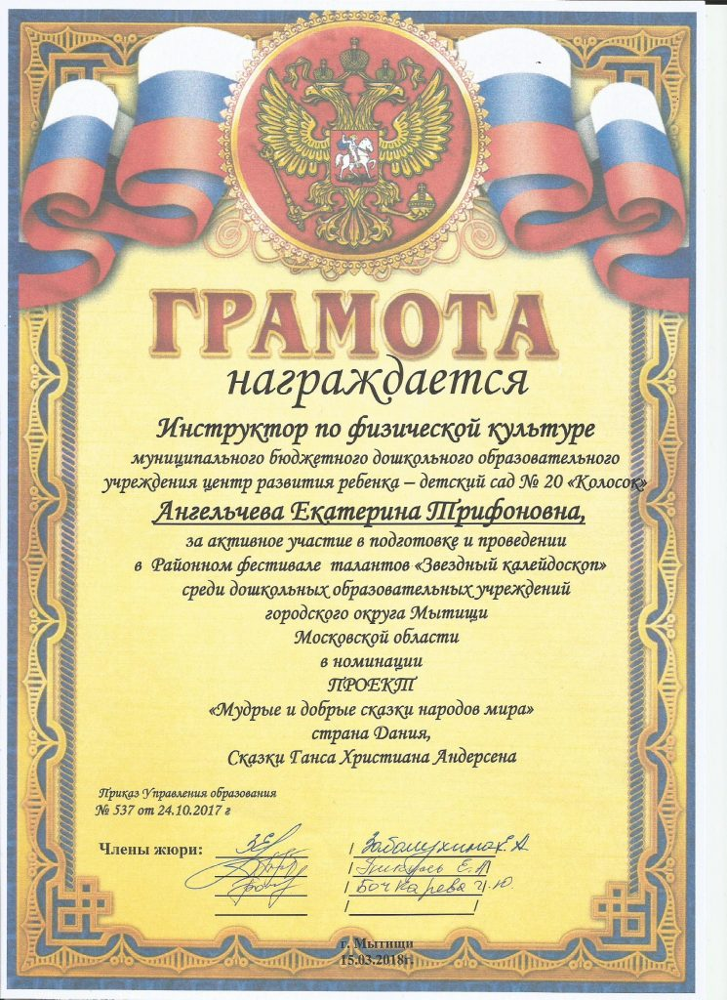 ГРАМОТА
награждается
Инструктор по физической культуре
муниципального бюджетного дошкольного образовательного
учреждения центр развития ребенка – детский сад № 20 «Колосок»
Ангельчева Екатерина Трифоновна,
за активное участие в подготовке и проведении
в Районном фестивале талантов «Звездный калейдоскоп»
среди дошкольных образовательных учреждений
городского округа Мытищи
Московской области
в номинации
ПРОЕКТ
«Мудрые и добрые сказки народов мира»
страна Дания,
Сказки Ганса Христиана Андерсена
Приказ Управления образования
№ 537 от 24.10.2017 г
Члены жюри:
Е.А
Бочкарева И.Ю.
г. Мытищи
15.03.2018г.